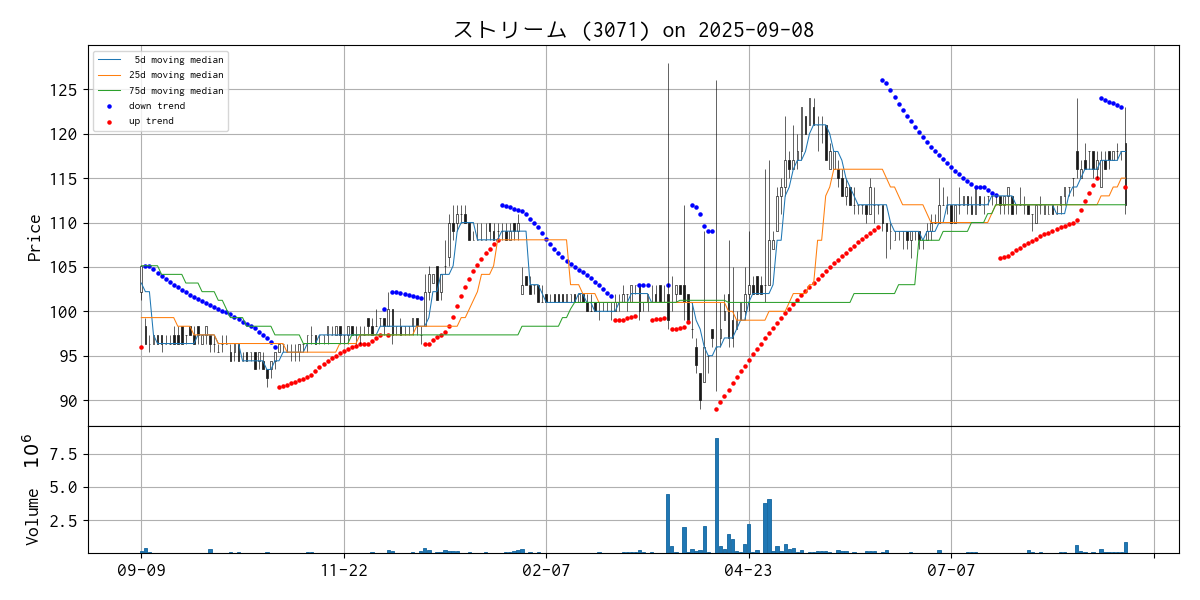 ストリーム (3071) on 2025-09-08
5d moving median
25d moving median
75d moving median
down trend
up trend
Price
125
120
115
110
105
100
95
90
Volume 10^6
7.5
5.0
2.5
09-09 11-22 02-07 04-23 07-07